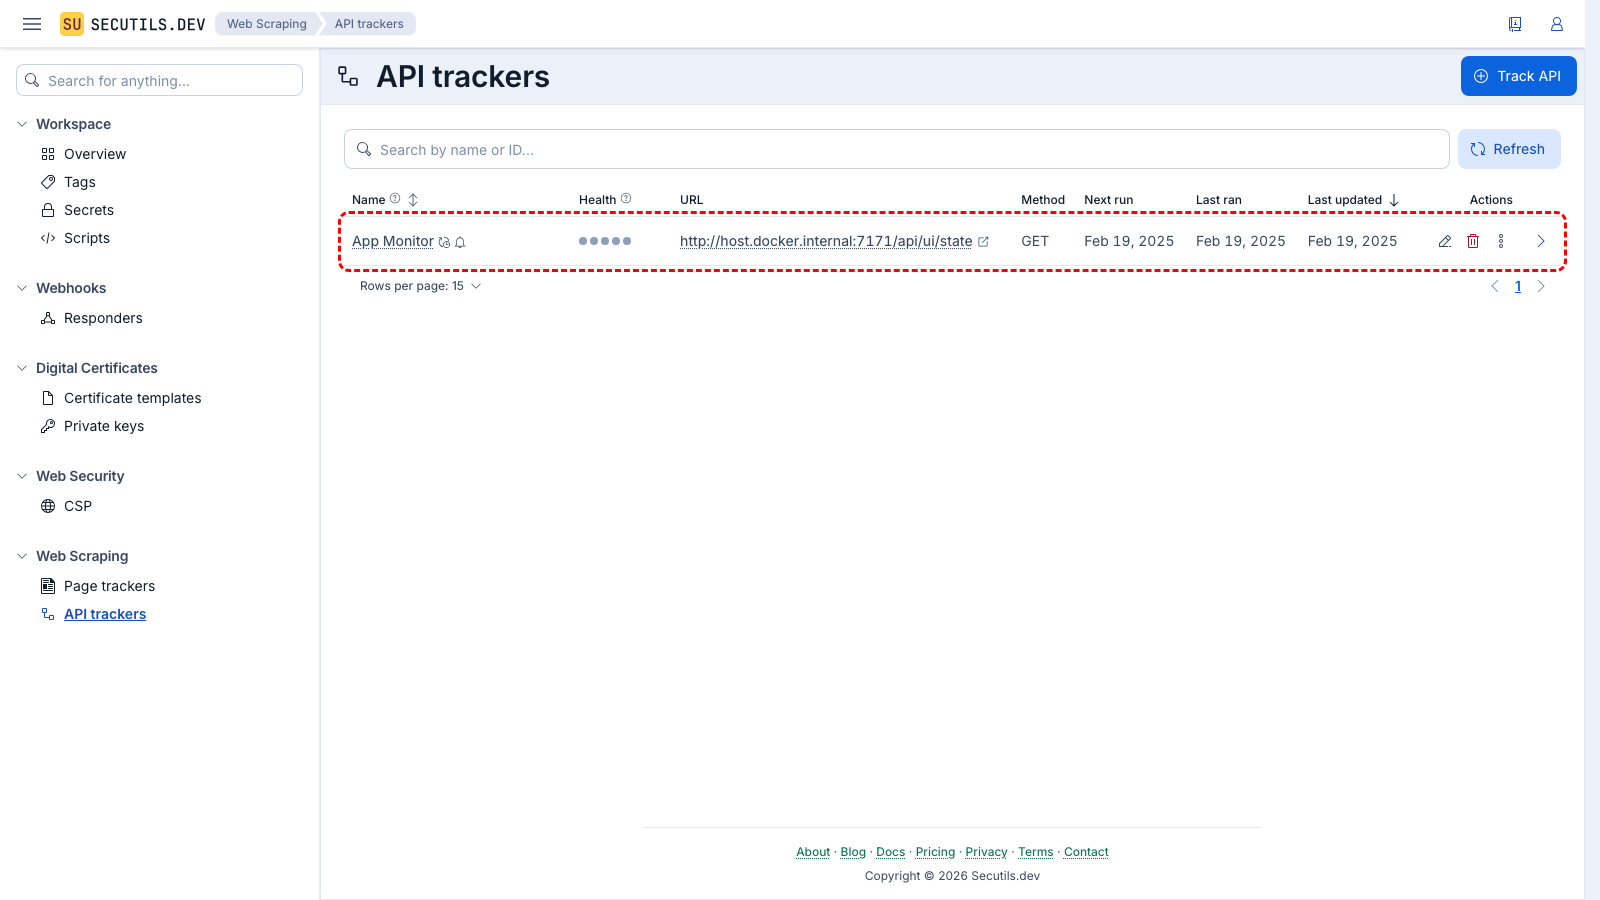 SU SECUTILS.DEV Web Scraping API trackers
Search for anything...
Workspace
Overview
Tags
Secrets
Scripts
Webhooks
Responders
Digital Certificates
Certificate templates
Private keys
Web Security
CSP
Web Scraping
Page trackers
API trackers
API trackers
Track API
Search by name or ID...
Refresh
Name Health URL Method Next run Last ran Last updated Actions
App Monitor http://host.docker.internal:7171/api/ui/state GET Feb 19, 2025 Feb 19, 2025 Feb 19, 2025
Rows per page: 15
1
About · Blog · Docs · Pricing · Privacy · Terms · Contact
Copyright © 2026 Secutils.dev